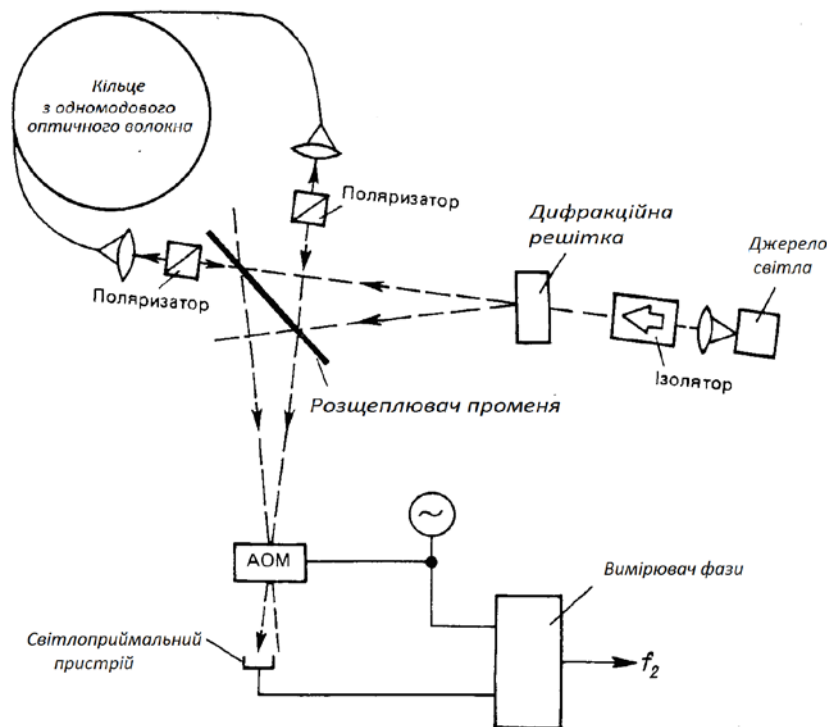 Кільце
з одномодового
оптичного волокна
Поляризатор
Дифракційна
решітка
Джерело
світла
Поляризатор
Ізолятор
Розщеплювач променя
АОМ
Вимірювач фази
Світлоприймальний
пристрій
f₂